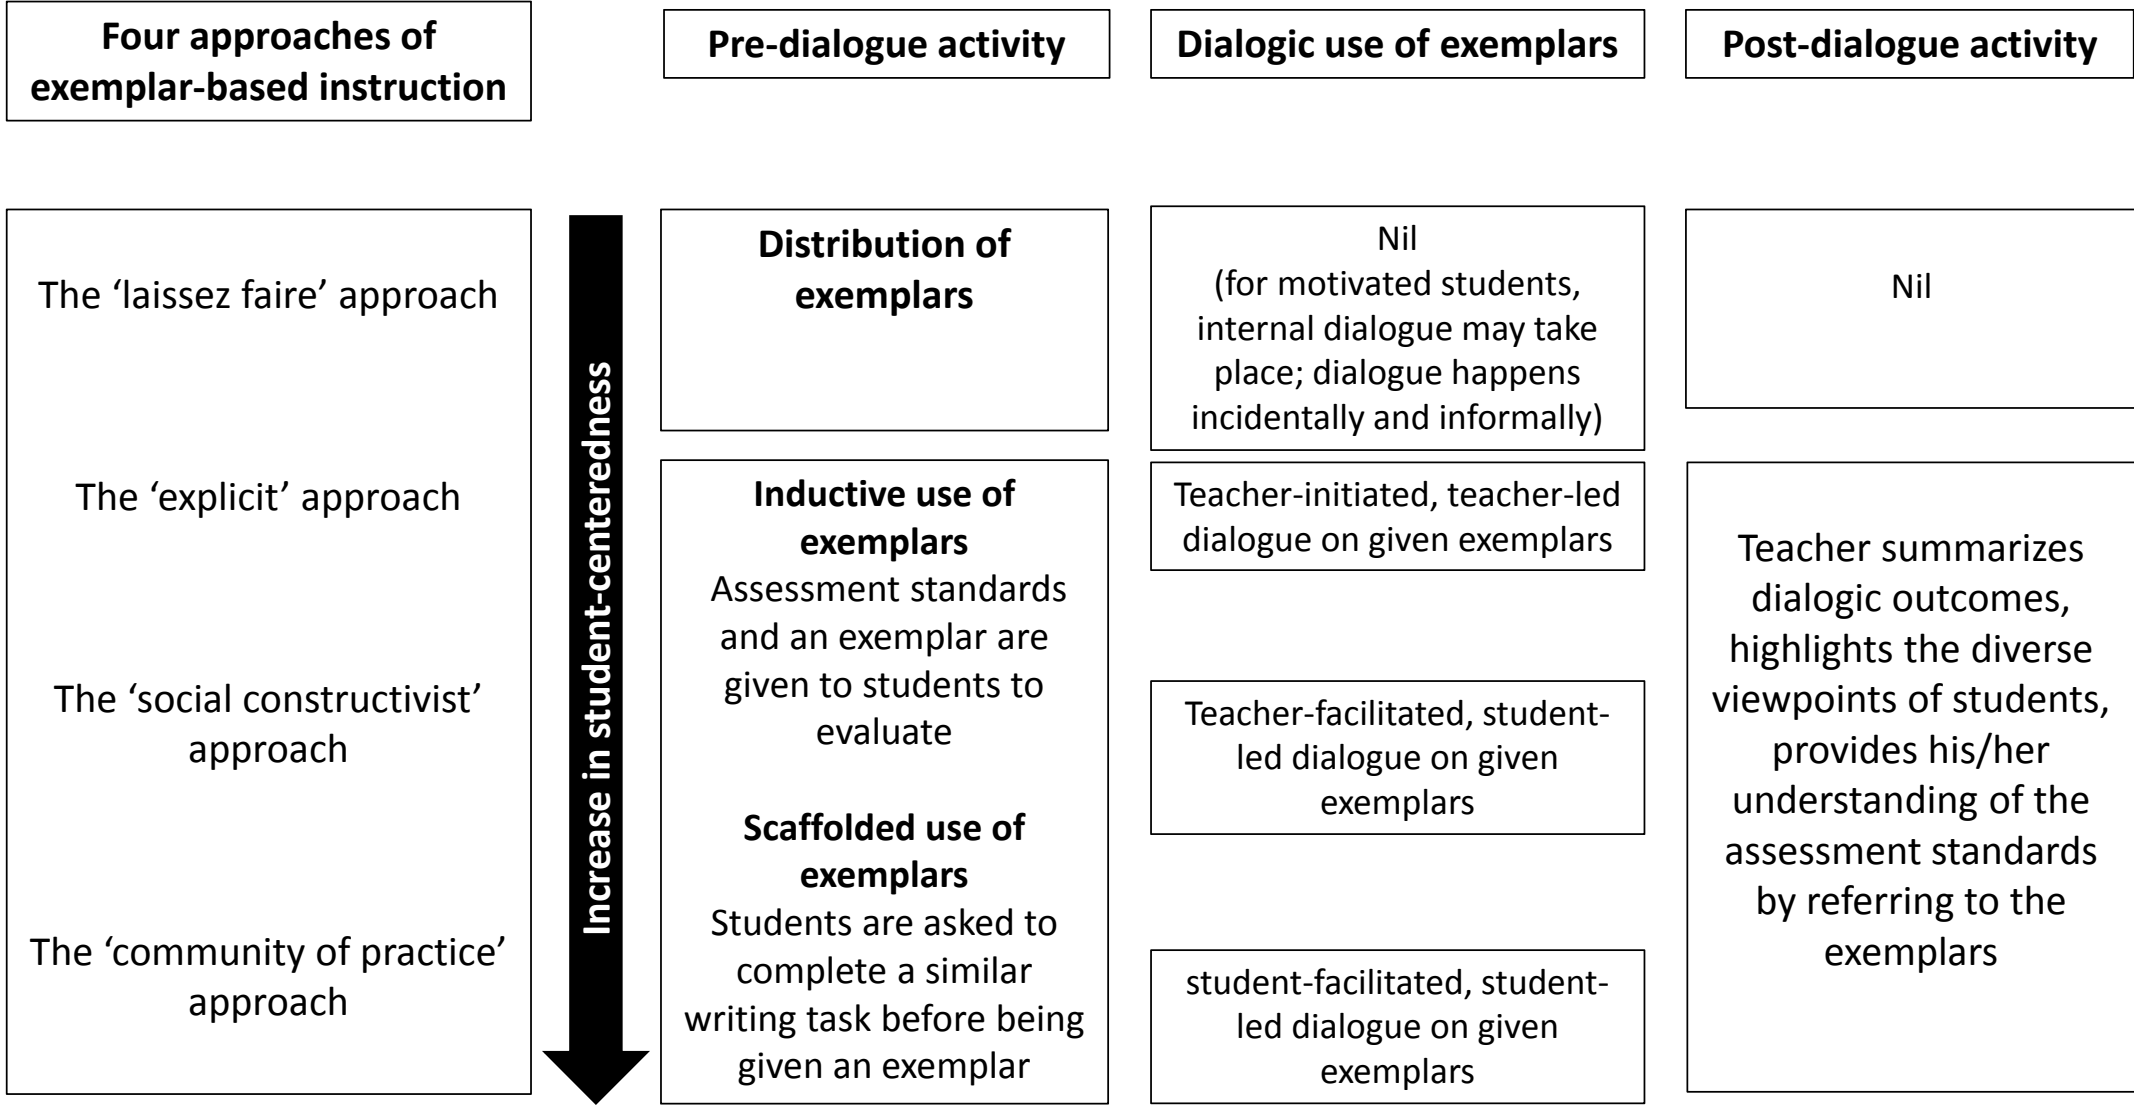 Four approaches of
exemplar-based instruction
Pre-dialogue activity
Dialogic use of exemplars
Post-dialogue activity
The ‘laissez faire’ approach
The ‘explicit’ approach
The ‘social constructivist’
approach
The ‘community of practice’
approach
Increase in student-centeredness
Distribution of
exemplars
Inductive use of
exemplars
Assessment standards
and an exemplar are
given to students to
evaluate
Scaffolded use of
exemplars
Students are asked to
complete a similar
writing task before being
given an exemplar
Nil
(for motivated students,
internal dialogue may take
place; dialogue happens
incidentally and informally)
Teacher-initiated, teacher-led
dialogue on given exemplars
Teacher-facilitated, student-
led dialogue on given
exemplars
student-facilitated, student-
led dialogue on given
exemplars
Nil
Teacher summarizes
dialogic outcomes,
highlights the diverse
viewpoints of students,
provides his/her
understanding of the
assessment standards
by referring to the
exemplars